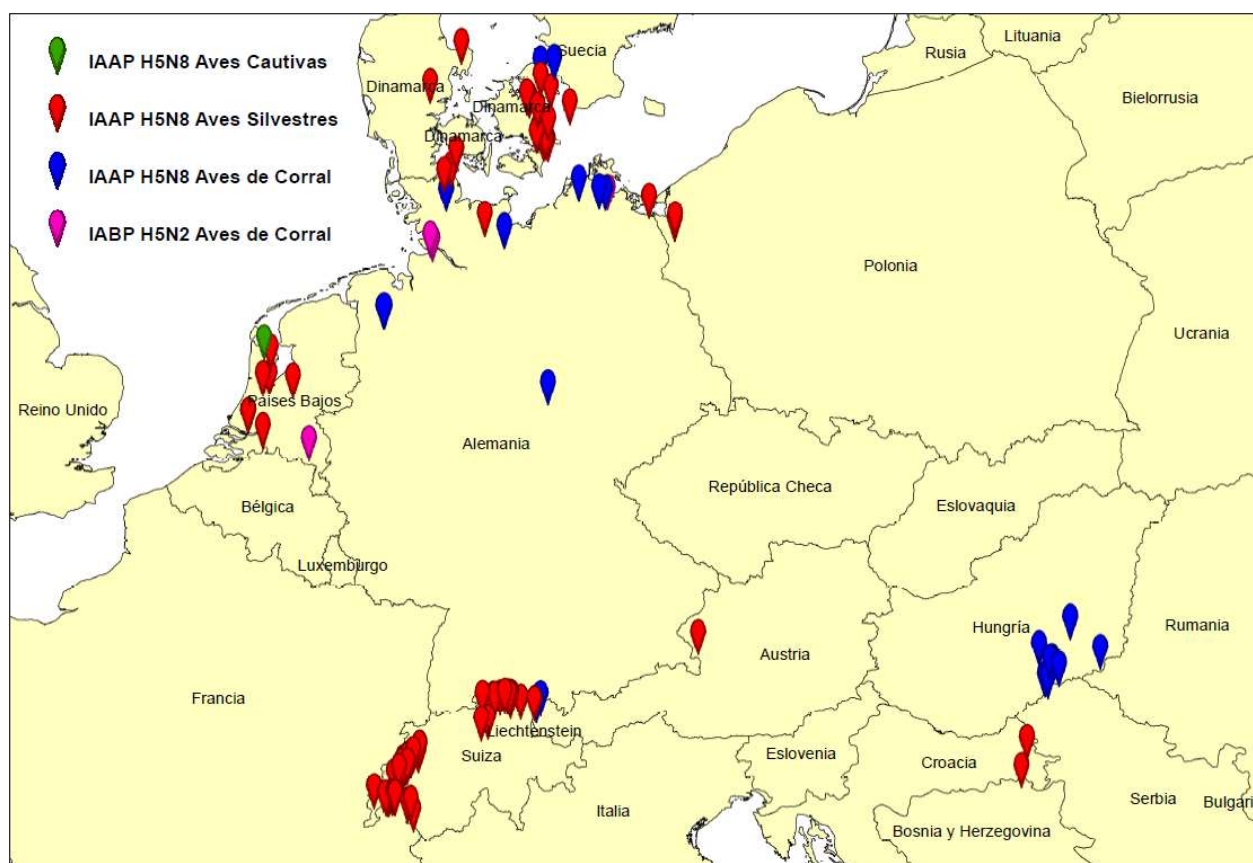 IAAP H5N8 Aves Cautivas
IAAP H5N8 Aves Silvestres
IAAP H5N8 Aves de Corral
IABP H5N2 Aves de Corral
Suecia
Lituania
Rusia
Dinamarca
Dinamarca
Dinamarca
Bielorrusia
Polonia
Ucrania
Reino Unido
Países Bajos
Alemania
Bélgica
República Checa
Eslovaquia
Luxemburgo
Hungría
Rumania
Austria
Francia
Liechtenstein
Suiza
Eslovenia
Croacia
Italia
Serbia
Bulgari
Bosnia y Herzegovina